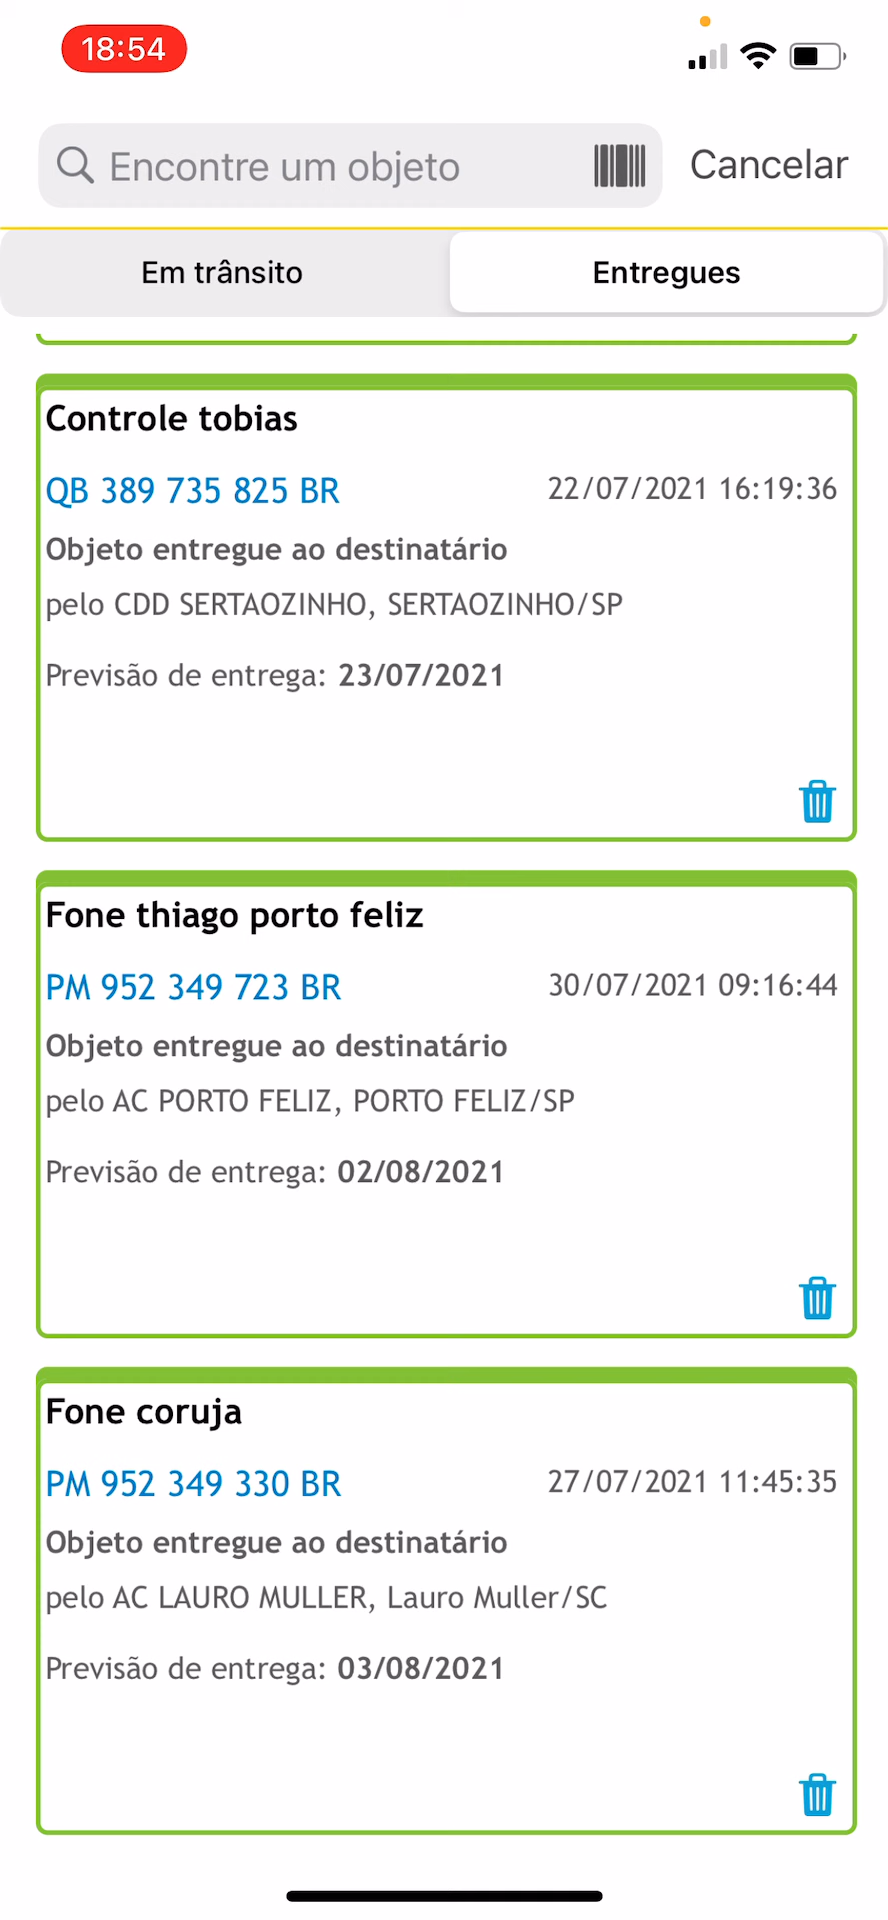 18:54
Encontre um objeto
Cancelar
Em trânsito
Entregues
Controle tobias
QB 389 735 825 BR
22/07/2021 16:19:36
Objeto entregue ao destinatário
pelo CDD SERTAOZINHO, SERTAOZINHO/SP
Previsão de entrega: 23/07/2021
Fone thiago porto feliz
PM 952 349 723 BR
30/07/2021 09:16:44
Objeto entregue ao destinatário
pelo AC PORTO FELIZ, PORTO FELIZ/SP
Previsão de entrega: 02/08/2021
Fone coruja
PM 952 349 330 BR
27/07/2021 11:45:35
Objeto entregue ao destinatário
pelo AC LAURO MULLER, Lauro Muller/SC
Previsão de entrega: 03/08/2021